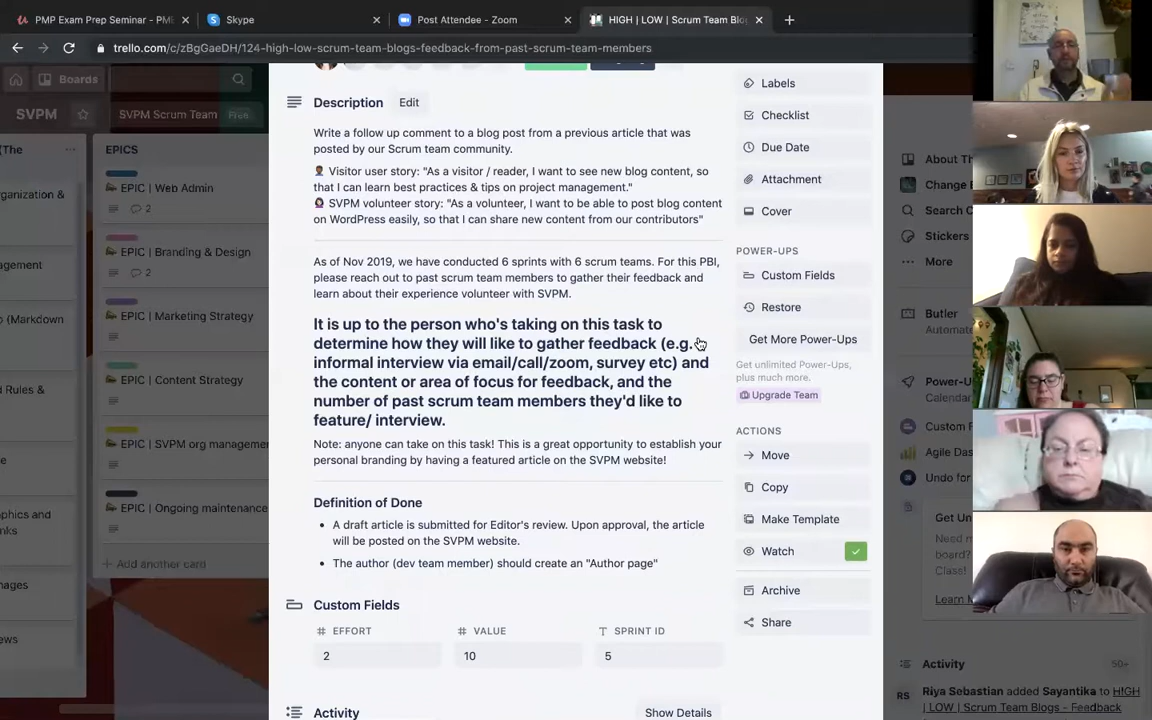 PMP Exam Prep Seminar - PME
Skype
Post Attendee - Zoom
HIGH | LOW | Scrum Team Blog
trello.com/c/zBgGaeDH/124-high-low-scrum-team-blogs-feedback-from-past-scrum-team-members
Boards
SVPM
SVPM Scrum Team
Free
(The
EPICS
EPIC | Web Admin
2
EPIC | Branding & Design
2
EPIC | Marketing Strategy
EPIC | Content Strategy
EPIC | SVPM org managemen
EPIC | Ongoing maintenance
+ Add another card
Description
Edit
Write a follow up comment to a blog post from a previous article that was
posted by our Scrum team community.
Visitor user story: "As a visitor / reader, I want to see new blog content, so
that I can learn best practices & tips on project management."
SVPM volunteer story: "As a volunteer, I want to be able to post blog content
on WordPress easily, so that I can share new content from our contributors"
As of Nov 2019, we have conducted 6 sprints with 6 scrum teams. For this PBI,
please reach out to past scrum team members to gather their feedback and
learn about their experience volunteer with SVPM.
It is up to the person who's taking on this task to
determine how they will like to gather feedback (e.g.
informal interview via email/call/zoom, survey etc) and
the content or area of focus for feedback, and the
number of past scrum team members they'd like to
feature/ interview.
Note: anyone can take on this task! This is a great opportunity to establish your
personal branding by having a featured article on the SVPM website!
Definition of Done
• A draft article is submitted for Editor's review. Upon approval, the article
will be posted on the SVPM website.
• The author (dev team member) should create an "Author page"
Custom Fields
EFFORT
VALUE
SPRINT ID
2
10
5
Activity
Show Details
Labels
Checklist
Due Date
Attachment
Cover
POWER-UPS
Custom Fields
Restore
Get More Power-Ups
Get unlimited Power-Ups,
plus much more.
Upgrade Team
ACTIONS
Move
Copy
Make Template
Watch
Archive
Share
About Th
Change
Search C
Stickers
More
Butler
Automate
Power-
Calendar
Custom F
Agile Das
Undo for
Get Un
board?
Class!
Learn M
Activity
50+
RS
Riya Sebastian added Sayantika to HIGH
| LOW | Scrum Team Blogs - Feedback